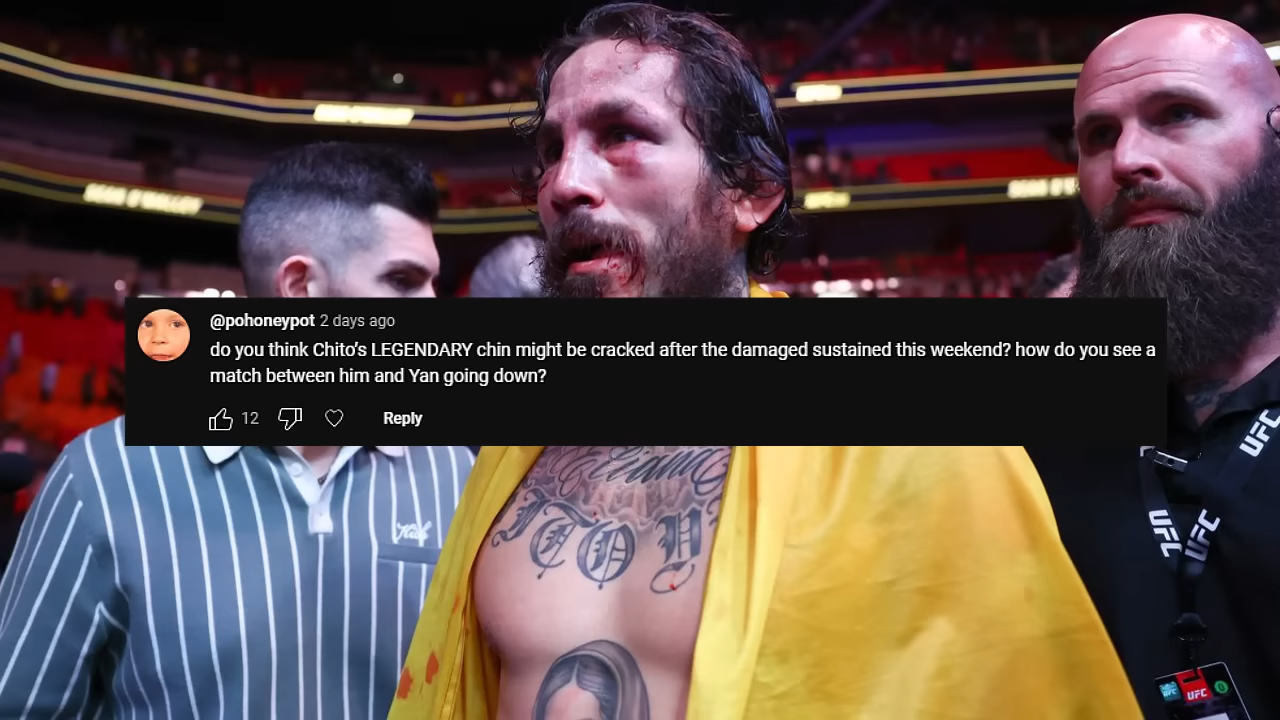 @pohoneypot 2 days ago
do you think Chito's LEGENDARY chin might be cracked after the damaged sustained this weekend? how do you see a
match between him and Yan going down?
12
Reply
UFC
UFC
UFC
UFC